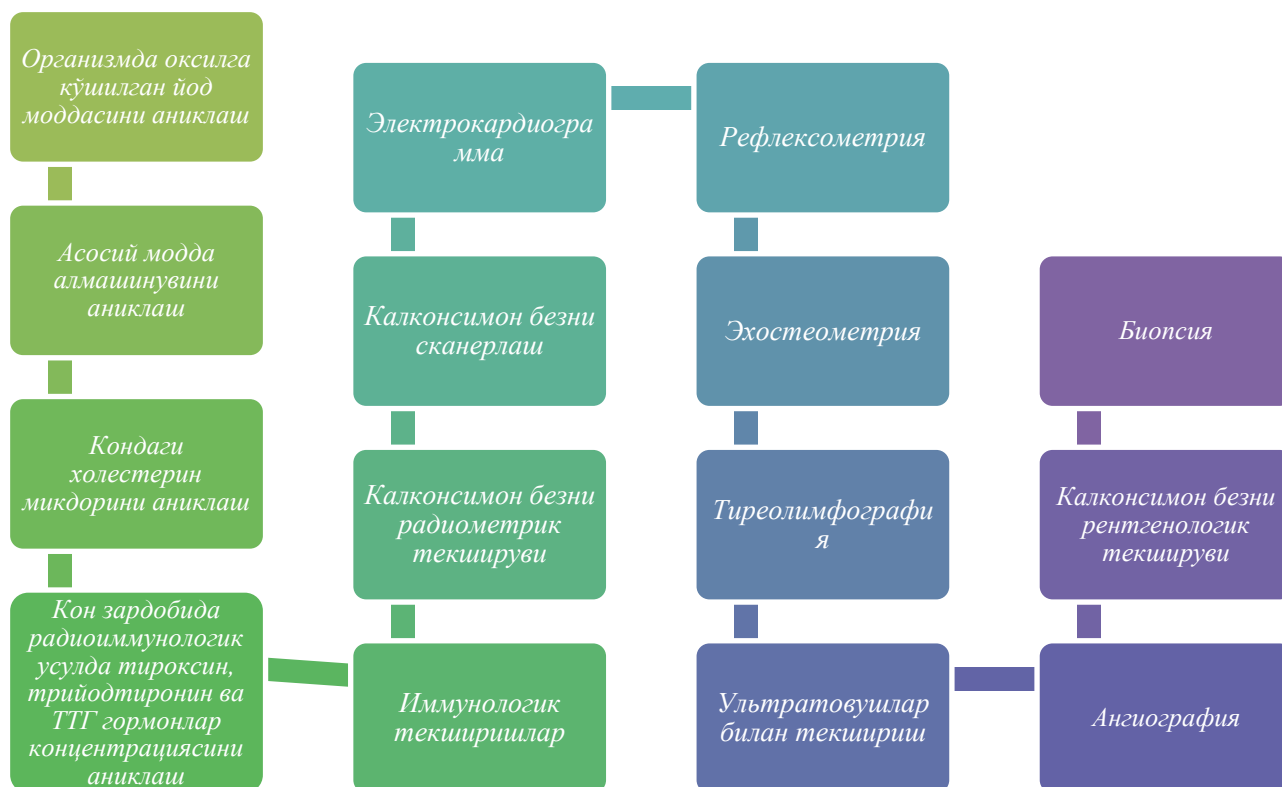 Организмда оксилга
кўшилган йод
моддасини аниклаш
Асосий модда
алмашинувини
аниклаш
Кондаги
холестерин
микдорини аниклаш
Кон зардобида
радиоиммунологик
усулда тироксин,
трийодтиронин ва
ТТГ гормонлар
концентрациясини
аниклаш
Иммунологик
текширишлар
Калконсимон безни
радиометрик
текшируви
Калконсимон безни
сканерлаш
Электрокардиогра
мма
Рефлексометрия
Эхостеометрия
Тиреолимфографи
я
Ультратовушлар
билан текшириш
Ангиография
Калконсимон безни
рентгенологик
текшируви
Биопсия